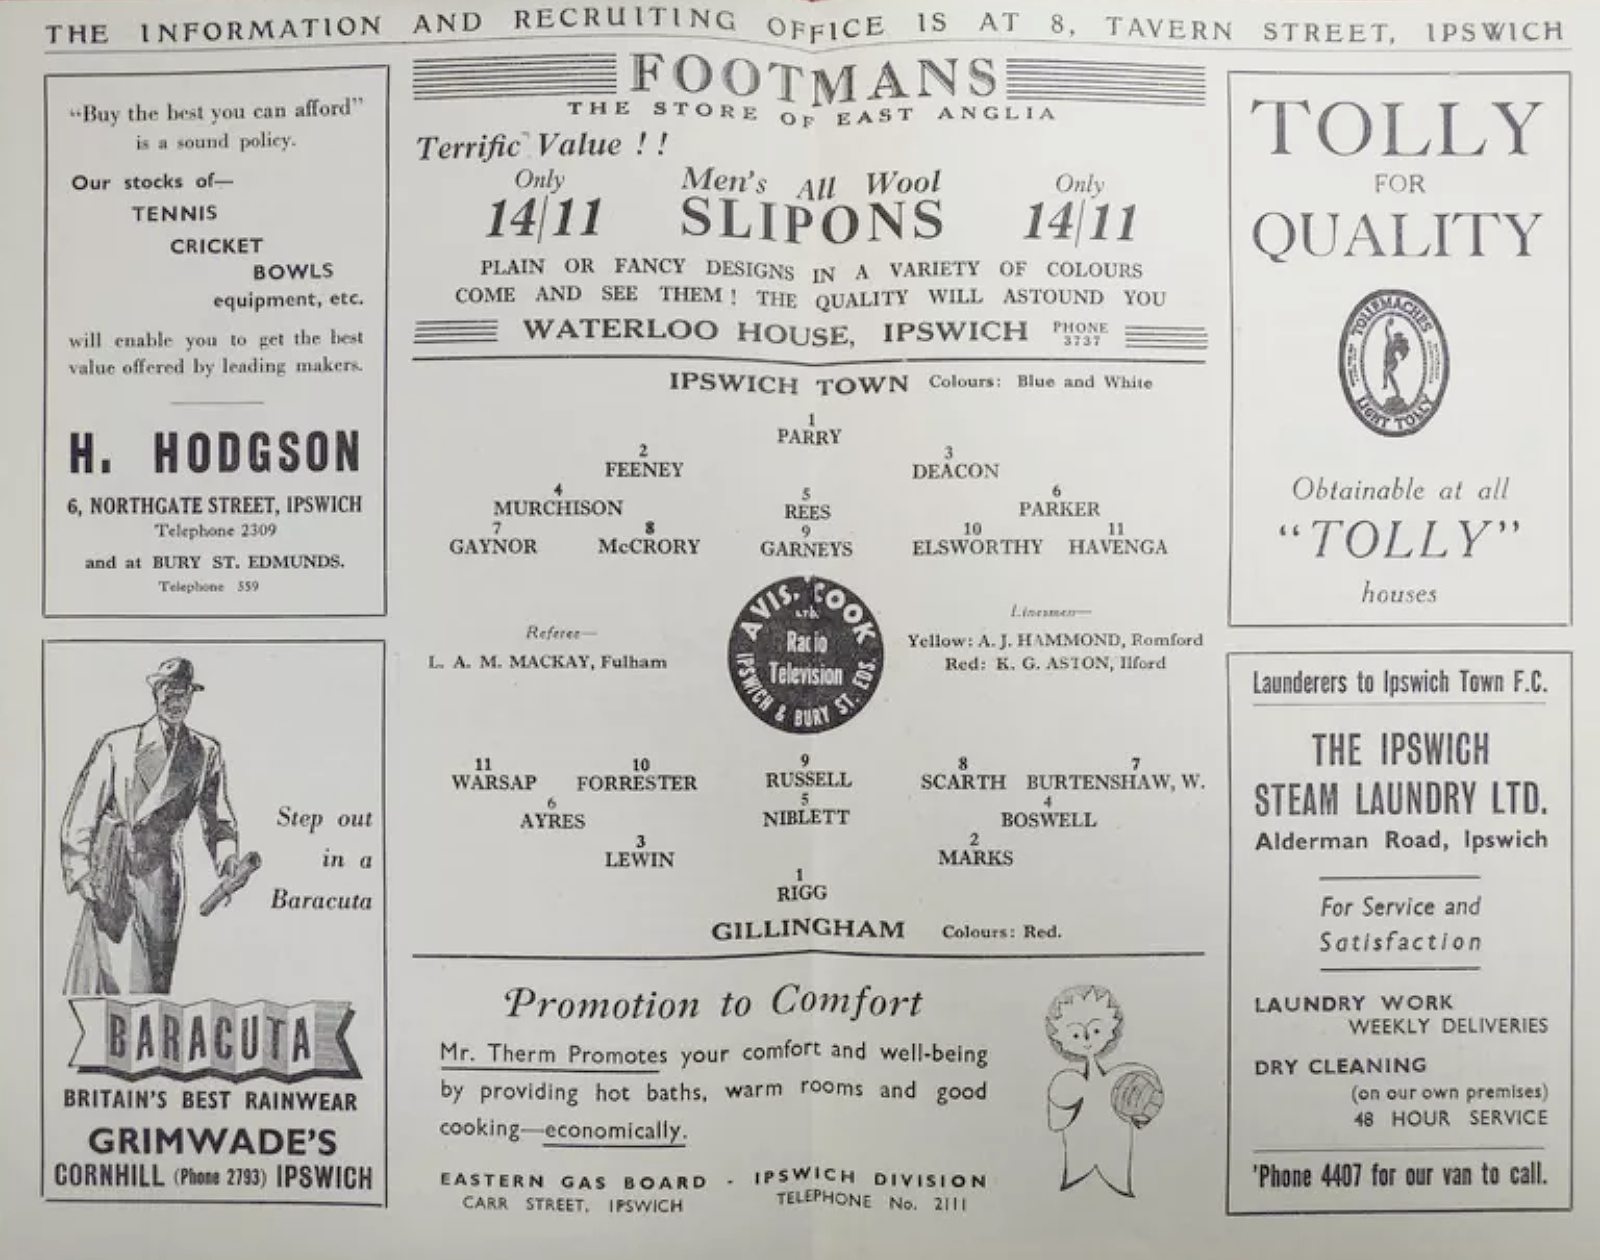 THE INFORMATION AND RECRUITING OFFICE IS AT 8, TAVERN STREET, IPSWICH
"Buy the best you can afford"
is a sound policy.
Our stocks of—
TENNIS
CRICKET
BOWLS
equipment, etc.
will enable you to get the best
value offered by leading makers.
H. HODGSON
6, NORTHGATE STREET, IPSWICH
Telephone 2309
and at BURY ST. EDMUNDS.
Telephone 559
Step out
in a
Baracuta
BARACUTA
BRITAIN'S BEST RAINWEAR
GRIMWADE'S
CORNHILL (Phone 2793) IPSWICH
FOOTMANS
THE STORE OF EAST ANGLIA
Terrific Value ! !
Only Men's All Wool Only
14/11 SLIPONS 14/11
PLAIN OR FANCY DESIGNS IN A VARIETY OF COLOURS
COME AND SEE THEM ! THE QUALITY WILL ASTOUND YOU
WATERLOO HOUSE, IPSWICH PHONE 3737
IPSWICH TOWN Colours: Blue and White
1
PARRY
2 3
FEENEY DEACON
4 5 6
MURCHISON REES PARKER
7 8 9 10 11
GAYNOR McCRORY GARNEYS ELSWORTHY HAVENGA
Referee—
L. A. M. MACKAY, Fulham
AVIS, COOK
LTD.
Radio
Television
IPSWICH & BURY ST. EDS.
Linesmen—
Yellow: A. J. HAMMOND, Romford
Red: K. G. ASTON, Ilford
11 10 9 8 7
WARSAP FORRESTER RUSSELL SCARTH BURTENSHAW, W.
6 5 4
AYRES NIBLETT BOSWELL
3 2
LEWIN MARKS
1
RIGG
GILLINGHAM Colours: Red.
Promotion to Comfort
Mr. Therm Promotes your comfort and well-being
by providing hot baths, warm rooms and good
cooking—economically.
EASTERN GAS BOARD - IPSWICH DIVISION
CARR STREET, IPSWICH TELEPHONE No. 2111
TOLLY
FOR
QUALITY
TOLLEMACHES
LIGHT TOLLY
Obtainable at all
"TOLLY"
houses
Launderers to Ipswich Town F.C.
THE IPSWICH
STEAM LAUNDRY LTD.
Alderman Road, Ipswich
For Service and
Satisfaction
LAUNDRY WORK
WEEKLY DELIVERIES
DRY CLEANING
(on our own premises)
48 HOUR SERVICE
'Phone 4407 for our van to call.